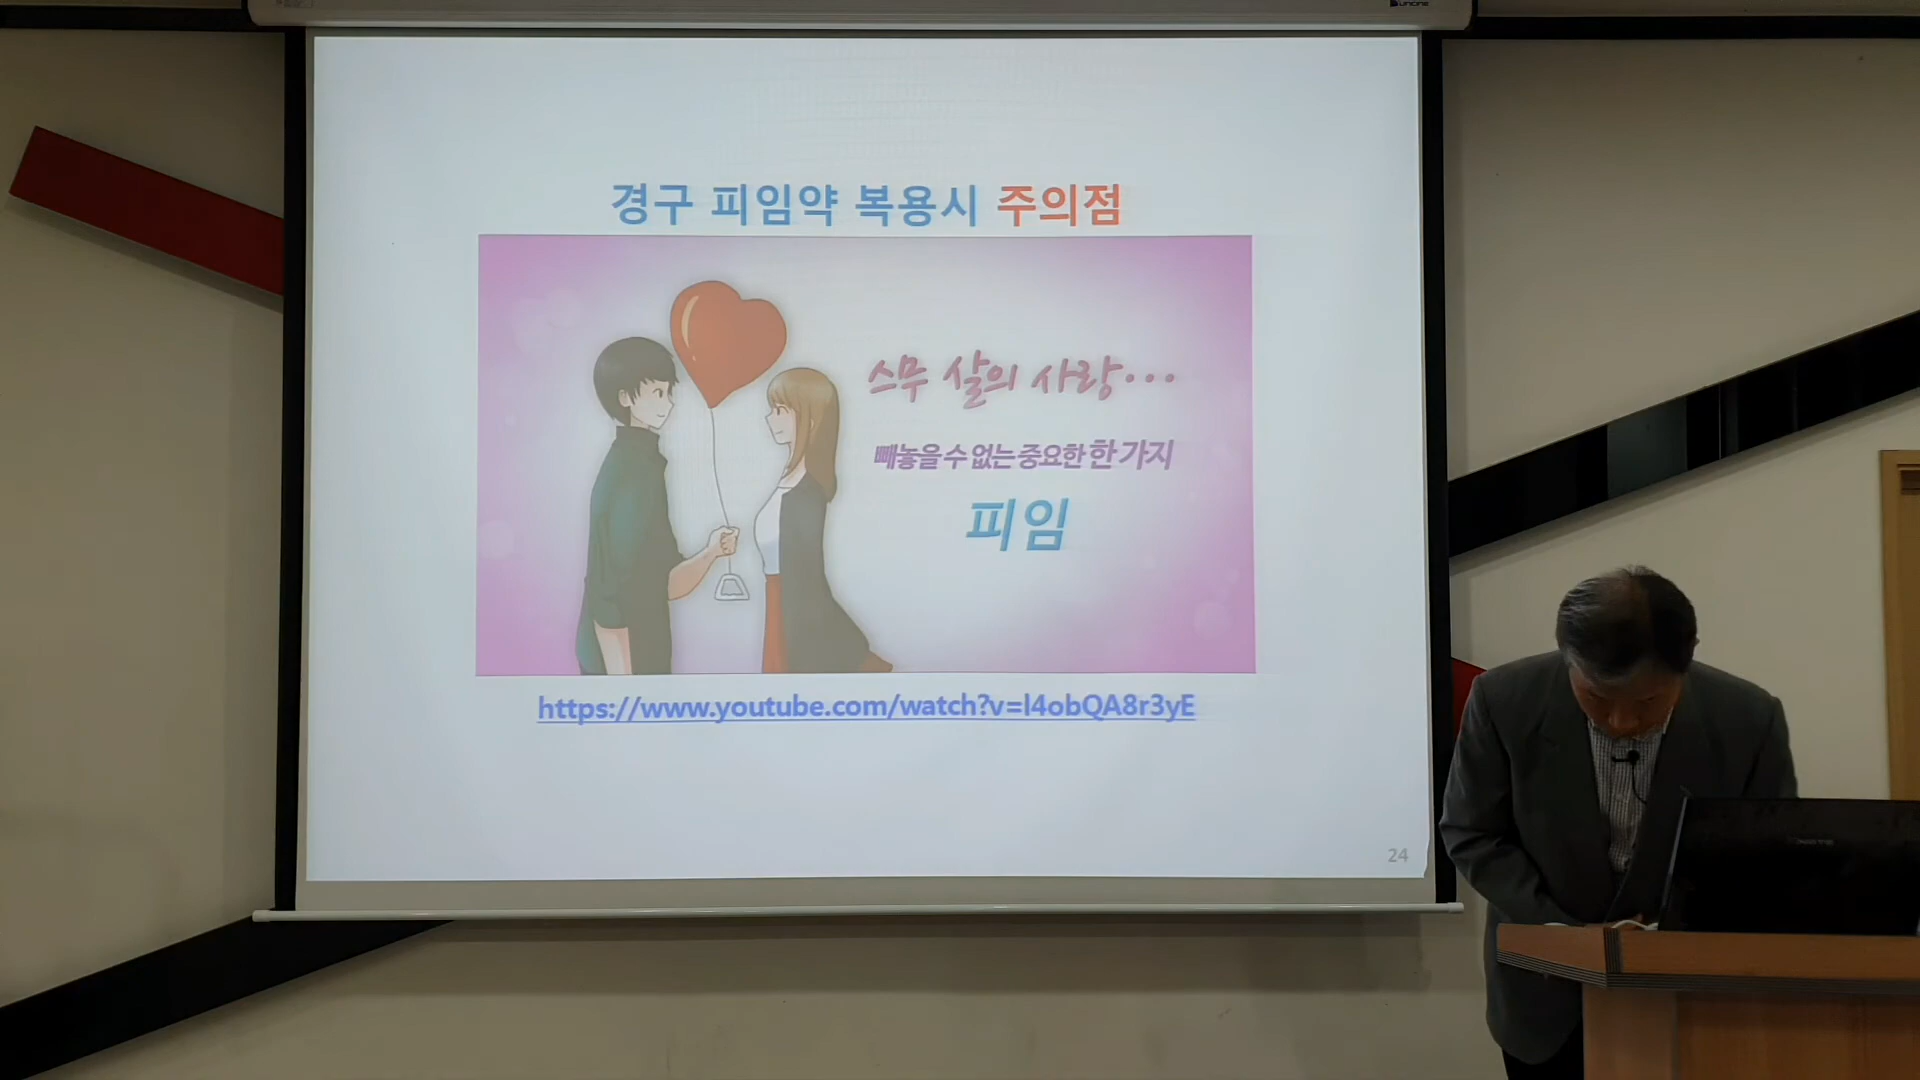 경구 피임약 복용시 주의점
스무 살의 사랑...
빼놓을 수 없는 중요한 한 가지
피임
https://www.youtube.com/watch?v=I4obQA8r3yE
24